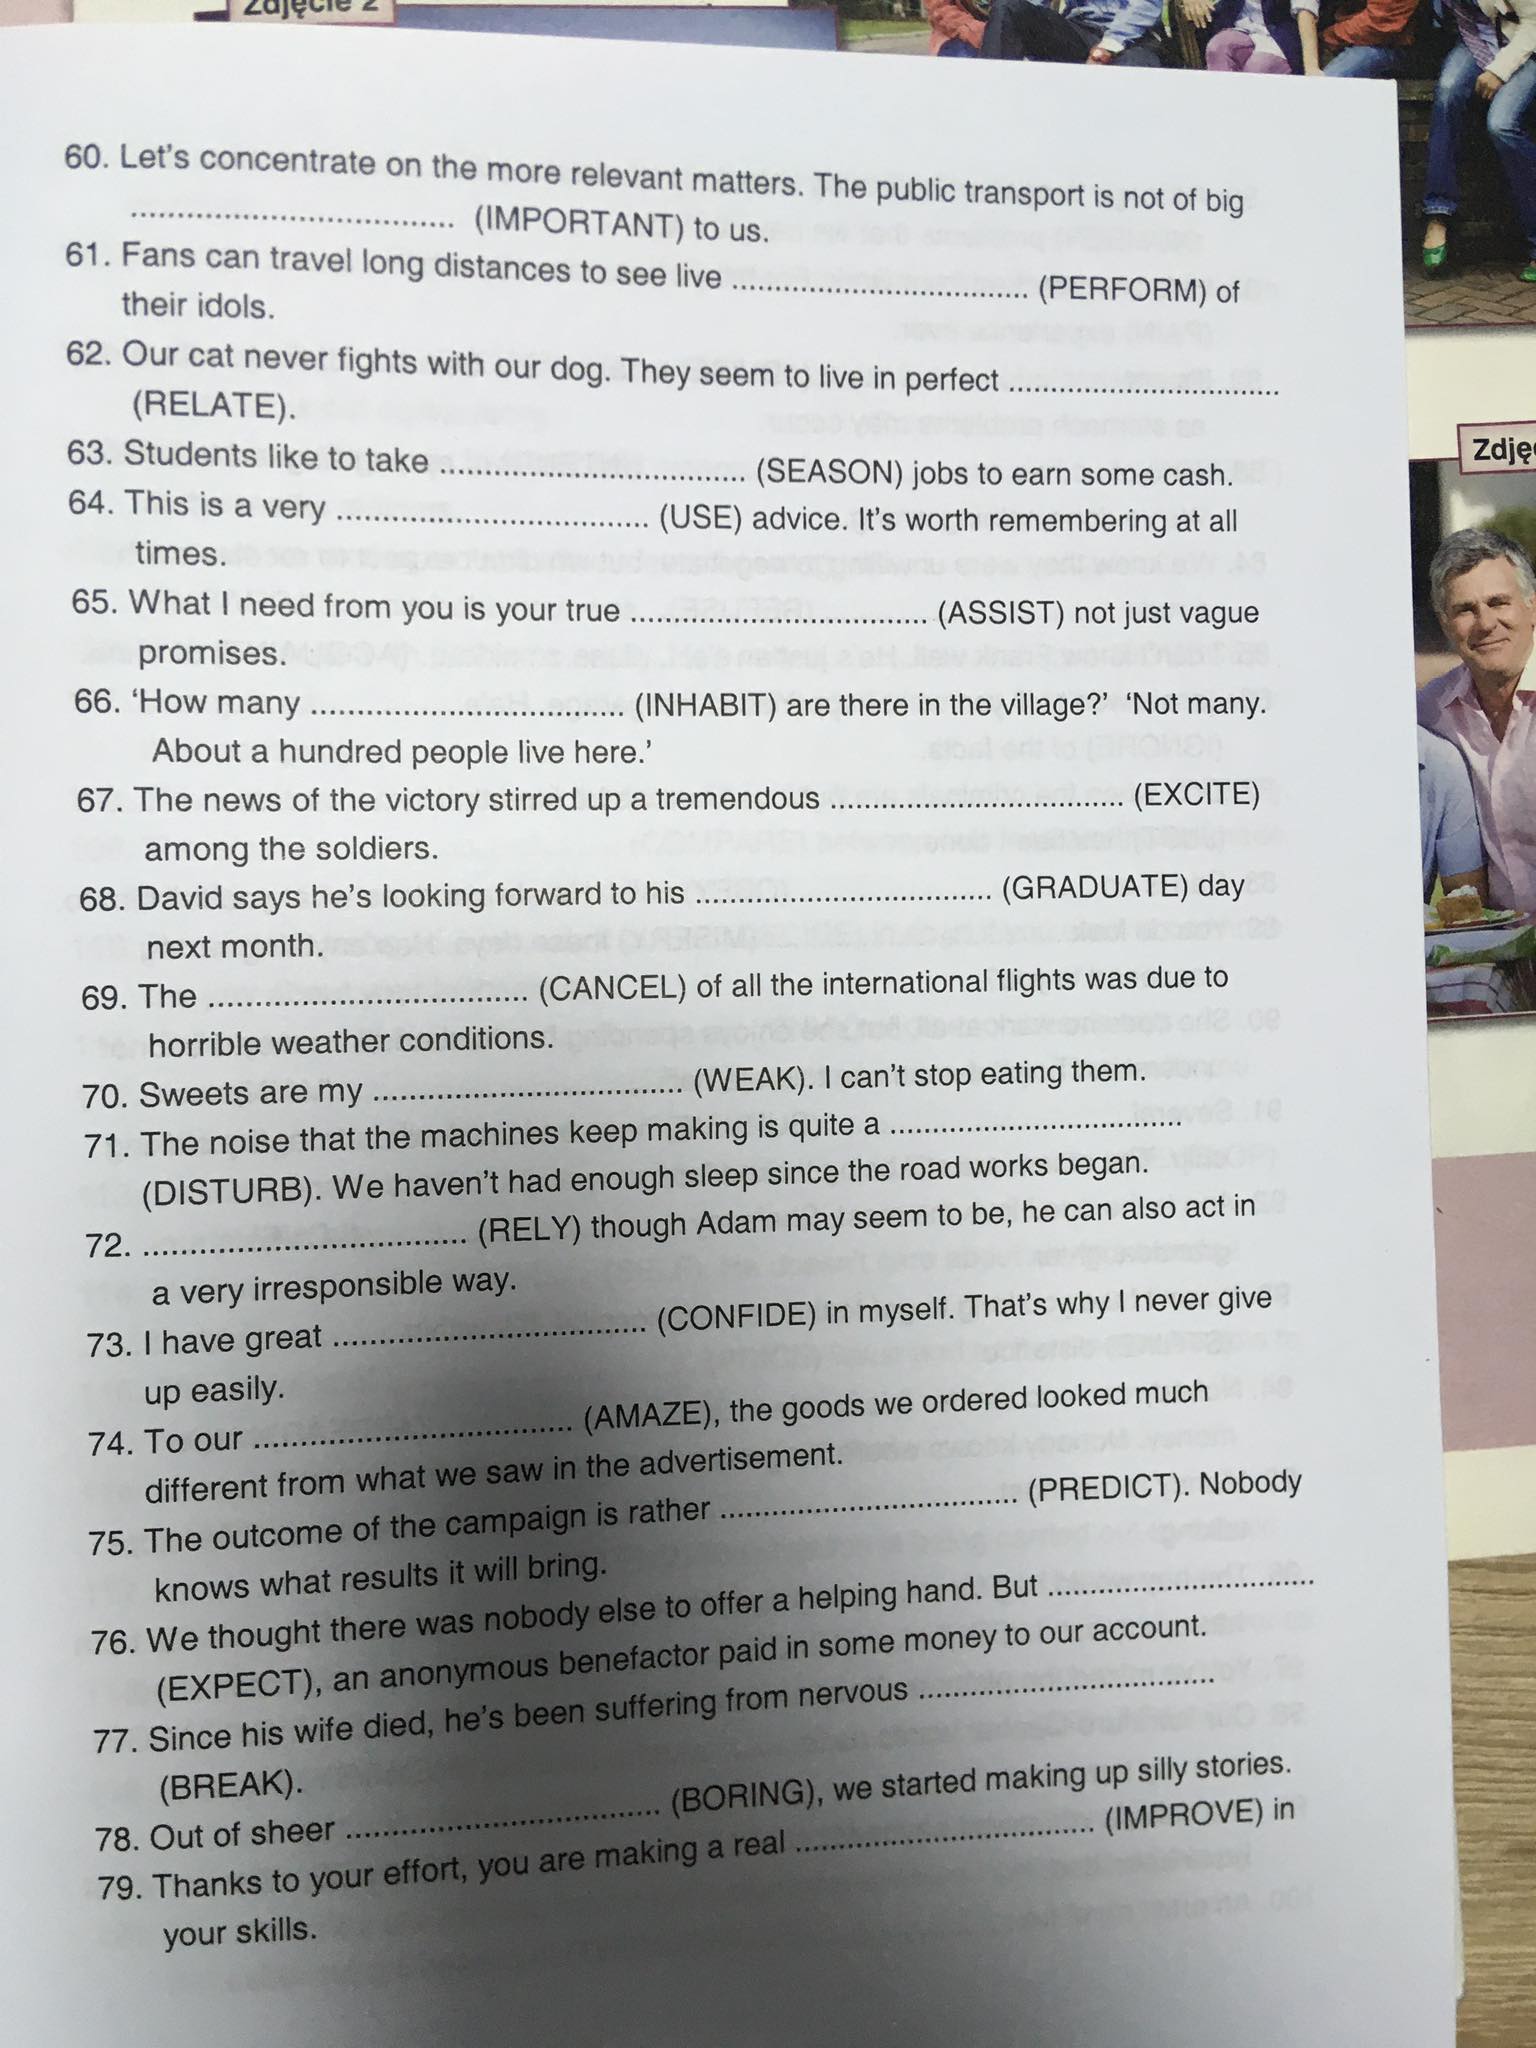 Zdjęcie 2
60. Let's concentrate on the more relevant matters. The public transport is not of big
.................................. (IMPORTANT) to us.
61. Fans can travel long distances to see live ................................ (PERFORM) of
their idols.
62. Our cat never fights with our dog. They seem to live in perfect ..............................
(RELATE).
63. Students like to take ................................. (SEASON) jobs to earn some cash.
64. This is a very ................................. (USE) advice. It's worth remembering at all
times.
65. What I need from you is your true ................................ (ASSIST) not just vague
promises.
66. ‘How many .................................. (INHABIT) are there in the village?’ ‘Not many.
About a hundred people live here.’
67. The news of the victory stirred up a tremendous ................................ (EXCITE)
among the soldiers.
68. David says he's looking forward to his ................................ (GRADUATE) day
next month.
69. The .................................. (CANCEL) of all the international flights was due to
horrible weather conditions.
70. Sweets are my ................................. (WEAK). I can't stop eating them.
71. The noise that the machines keep making is quite a ................................
(DISTURB). We haven't had enough sleep since the road works began.
72. ................................... (RELY) though Adam may seem to be, he can also act in
a very irresponsible way.
73. I have great .................................. (CONFIDE) in myself. That's why I never give
up easily.
74. To our .................................. (AMAZE), the goods we ordered looked much
different from what we saw in the advertisement.
75. The outcome of the campaign is rather ................................ (PREDICT). Nobody
knows what results it will bring.
76. We thought there was nobody else to offer a helping hand. But .............................
(EXPECT), an anonymous benefactor paid in some money to our account.
77. Since his wife died, he's been suffering from nervous ................................
(BREAK).
78. Out of sheer .................................. (BORING), we started making up silly stories.
79. Thanks to your effort, you are making a real ................................ (IMPROVE) in
your skills.